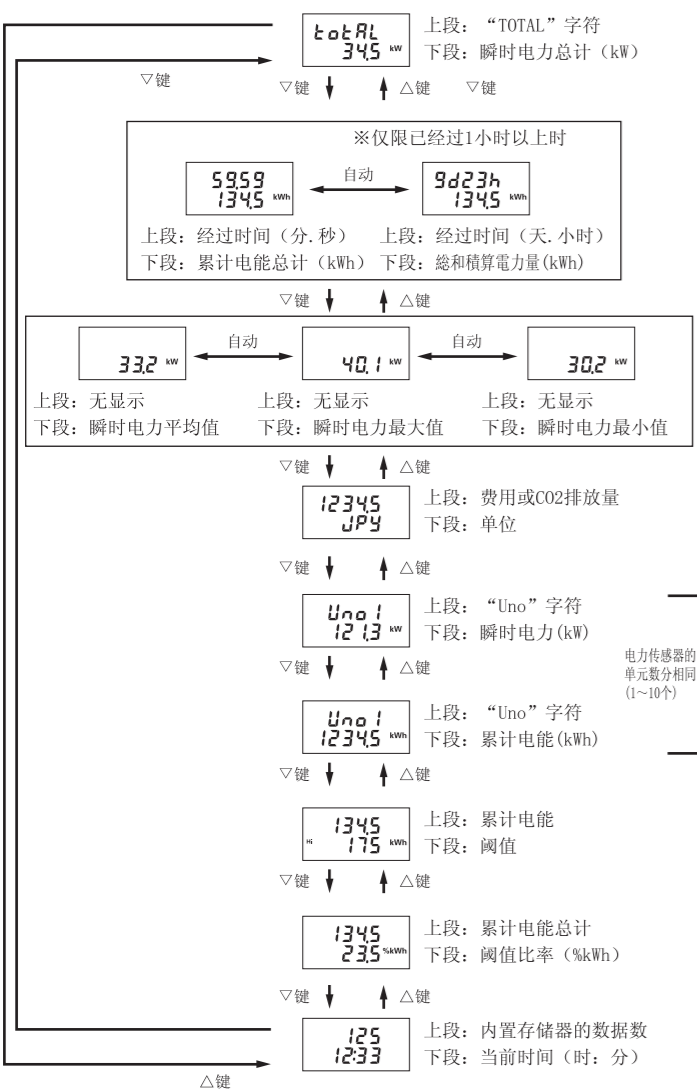 totAL 上段：“TOTAL”字符
34.5 kW 下段：瞬时电力总计（kW）
▽键
▽键 △键 ▽键
※仅限已经过1小时以上时
59.59 自动 9d23h
134.5 kWh 134.5 kWh
上段：经过时间（分.秒） 上段：经过时间（天.小时）
下段：累计电能总计（kWh） 下段：総和積算電力量(kWh)
▽键 △键
33.2 kW 自动 40.1 kW 自动 30.2 kW
上段：无显示 上段：无显示 上段：无显示
下段：瞬时电力平均值 下段：瞬时电力最大值 下段：瞬时电力最小值
▽键 △键
1234.5 上段：费用或CO2排放量
JPY 下段：单位
▽键 △键
Uno1 上段：“Uno”字符
121.3 kW 下段：瞬时电力(kW)
▽键 △键
电力传感器的
单元数分相同
(1～10个)
Uno1 上段：“Uno”字符
1234.5 kWh 下段：累计电能(kWh)
▽键 △键
134.5 上段：累计电能
Hi 175 kWh 下段：阈值
▽键 △键
134.5 上段：累计电能总计
23.5 %kWh 下段：阈值比率（%kWh）
▽键 △键
125 上段：内置存储器的数据数
12:33 下段：当前时间（时：分）
△键